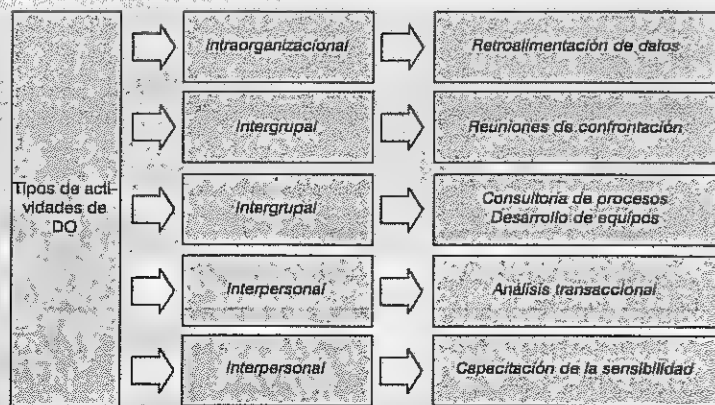 Intraorganizacional
Retroalimentación de datos
Intergrupal
Reuniones de confrontación
Tipos de acti-
vidades de
DO
Intergrupal
Consultoría de procesos
Desarrollo de equipos
Interpersonal
Análisis transaccional
Interpersonal
Capacitación de la sensibilidad